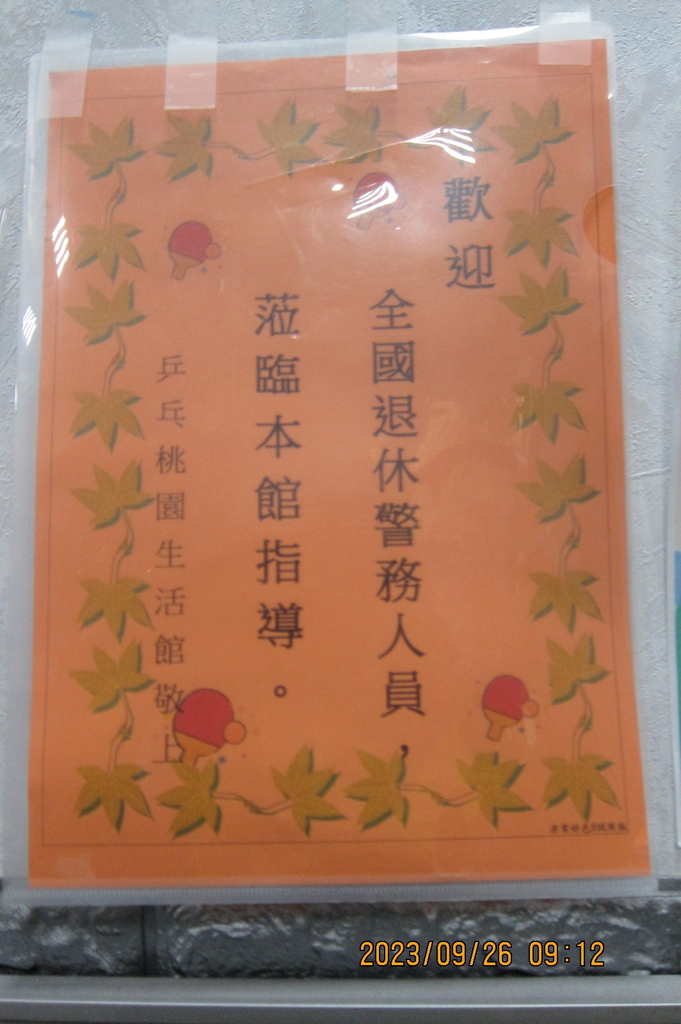 歡迎
全國退休警務人員，
蒞臨本館指導。
乒乓桃園生活館敬上
2023/09/26 09:12